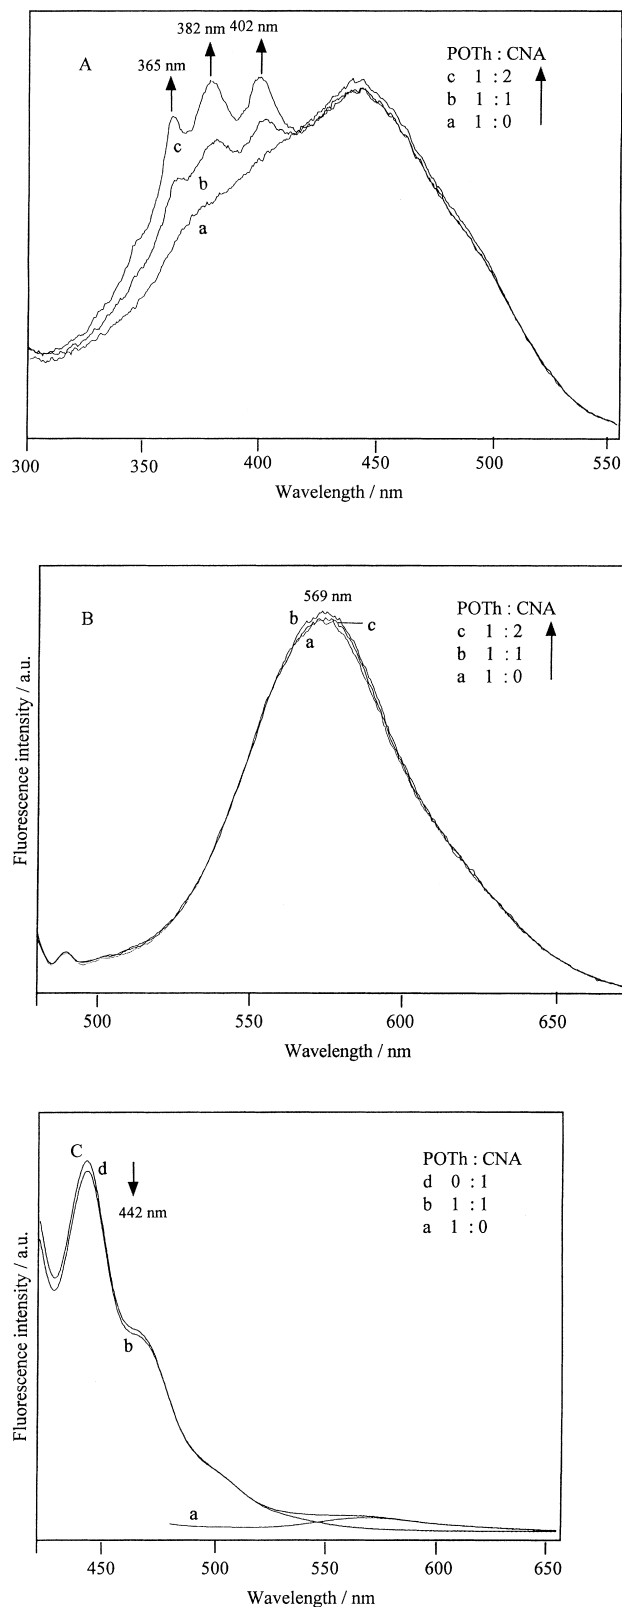 365 nm
382 nm
402 nm
A
POTh : CNA
c 1 : 2
b 1 : 1
a 1 : 0
c
b
a
300 350 400 450 500 550
Wavelength / nm
569 nm
B
b
c
a
POTh : CNA
c 1 : 2
b 1 : 1
a 1 : 0
Fluorescence intensity / a.u.
500 550 600 650
Wavelength / nm
C
d
442 nm
POTh : CNA
d 0 : 1
b 1 : 1
a 1 : 0
b
a
Fluorescence intensity / a.u.
450 500 550 600 650
Wavelength / nm